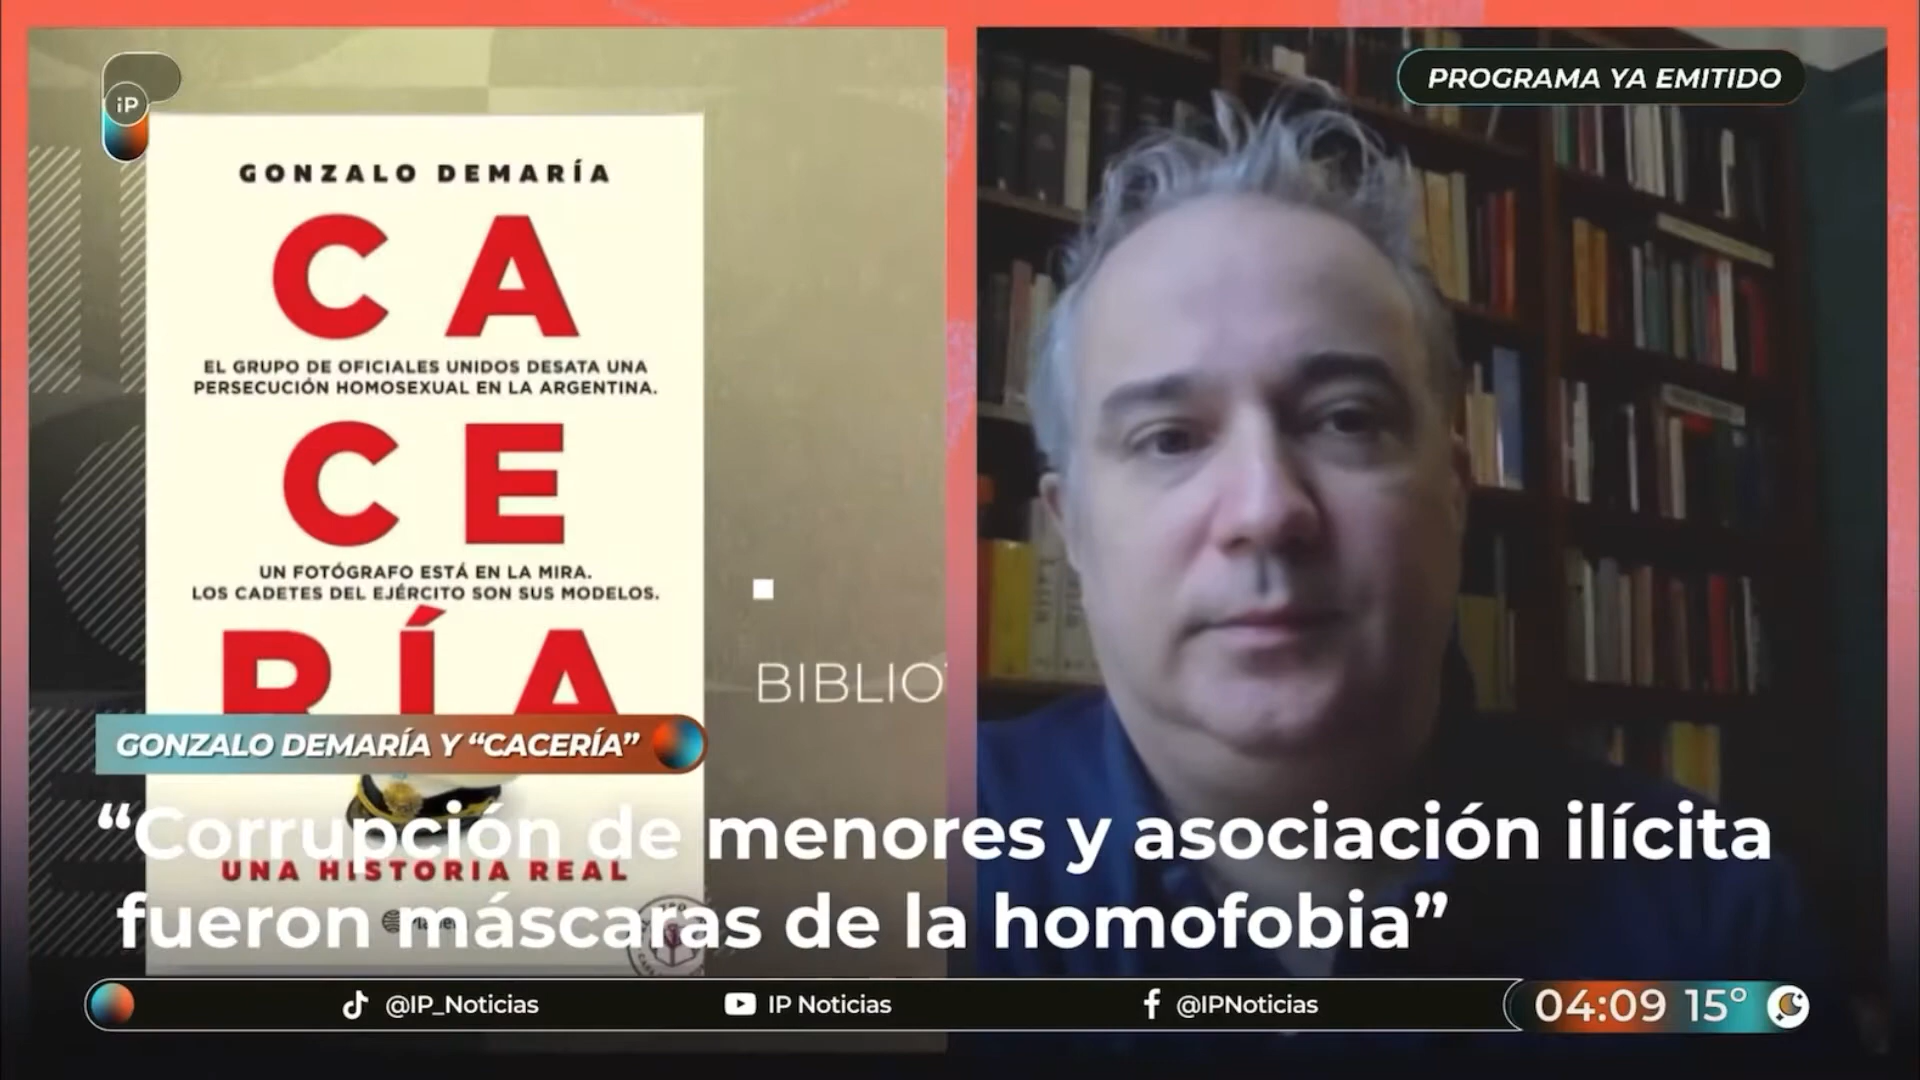 iP
PROGRAMA YA EMITIDO
GONZALO DEMARÍA
CA
EL GRUPO DE OFICIALES UNIDOS DESATA UNA
PERSECUCIÓN HOMOSEXUAL EN LA ARGENTINA.
CE
UN FOTÓGRAFO ESTÁ EN LA MIRA.
LOS CADETES DEL EJÉRCITO SON SUS MODELOS.
RÍA
BIBLIO
GONZALO DEMARÍA Y “CACERÍA”
“Corrupción de menores y asociación ilícita
UNA HISTORIA REAL
fueron máscaras de la homofobia”
@IP_Noticias
IP Noticias
@IPNoticias
04:09 15°